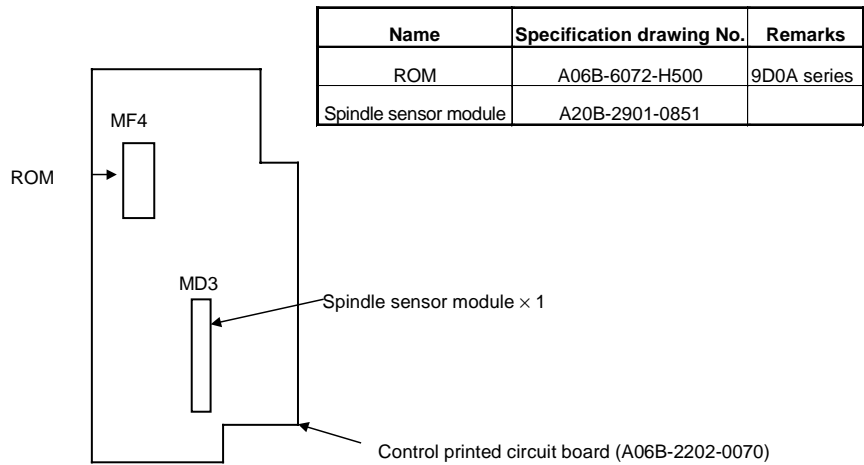 Name Specification drawing No. Remarks
ROM A06B-6072-H500 9D0A series
Spindle sensor module A20B-2901-0851
MF4
ROM
MD3
Spindle sensor module × 1
Control printed circuit board (A06B-2202-0070)